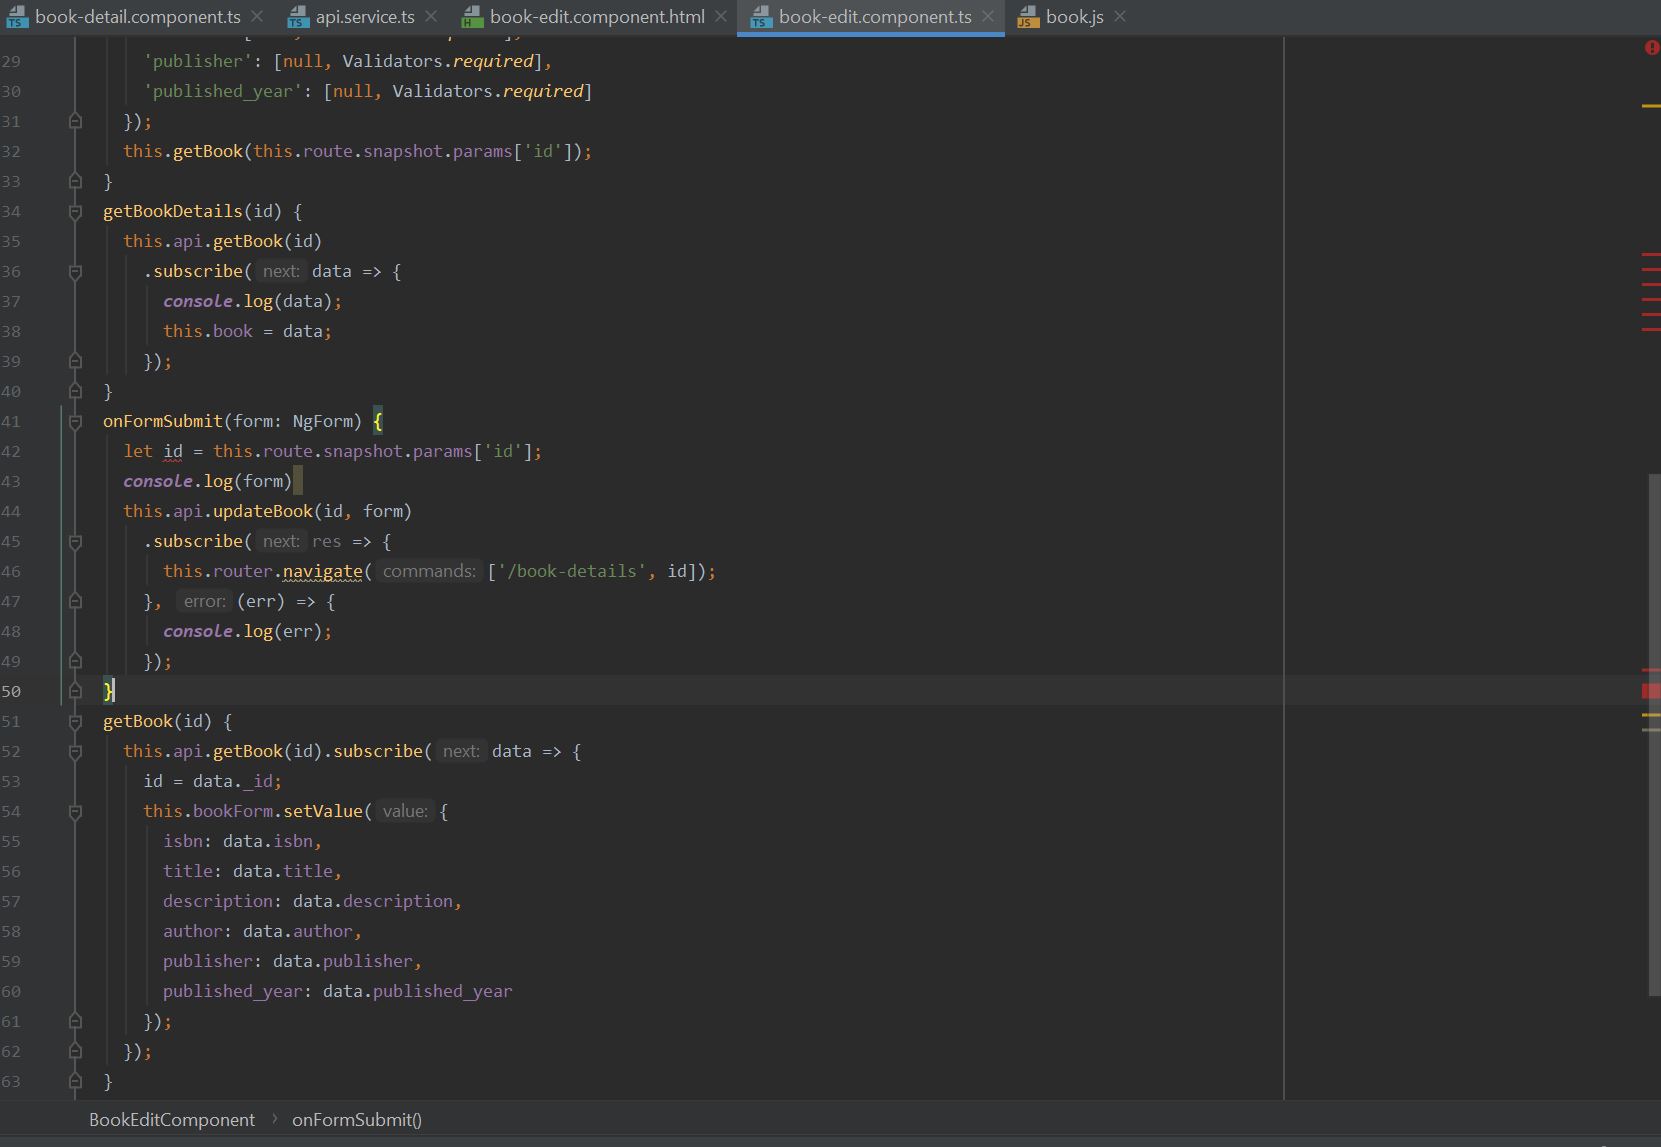 book-detail.component.ts api.service.ts book-edit.component.html book-edit.component.ts book.js
29 'publisher': [null, Validators.required],
30 'published_year': [null, Validators.required]
31 });
32 this.getBook(this.route.snapshot.params['id']);
33 }
34 getBookDetails(id) {
35 this.api.getBook(id)
36 .subscribe( next: data => {
37 console.log(data);
38 this.book = data;
39 });
40 }
41 onFormSubmit(form: NgForm) {
42 let id = this.route.snapshot.params['id'];
43 console.log(form)
44 this.api.updateBook(id, form)
45 .subscribe( next: res => {
46 this.router.navigate( commands: ['/book-details', id]);
47 }, error: (err) => {
48 console.log(err);
49 });
50 }
51 getBook(id) {
52 this.api.getBook(id).subscribe( next: data => {
53 id = data._id;
54 this.bookForm.setValue( value: {
55 isbn: data.isbn,
56 title: data.title,
57 description: data.description,
58 author: data.author,
59 publisher: data.publisher,
60 published_year: data.published_year
61 });
62 });
63 }
BookEditComponent › onFormSubmit()